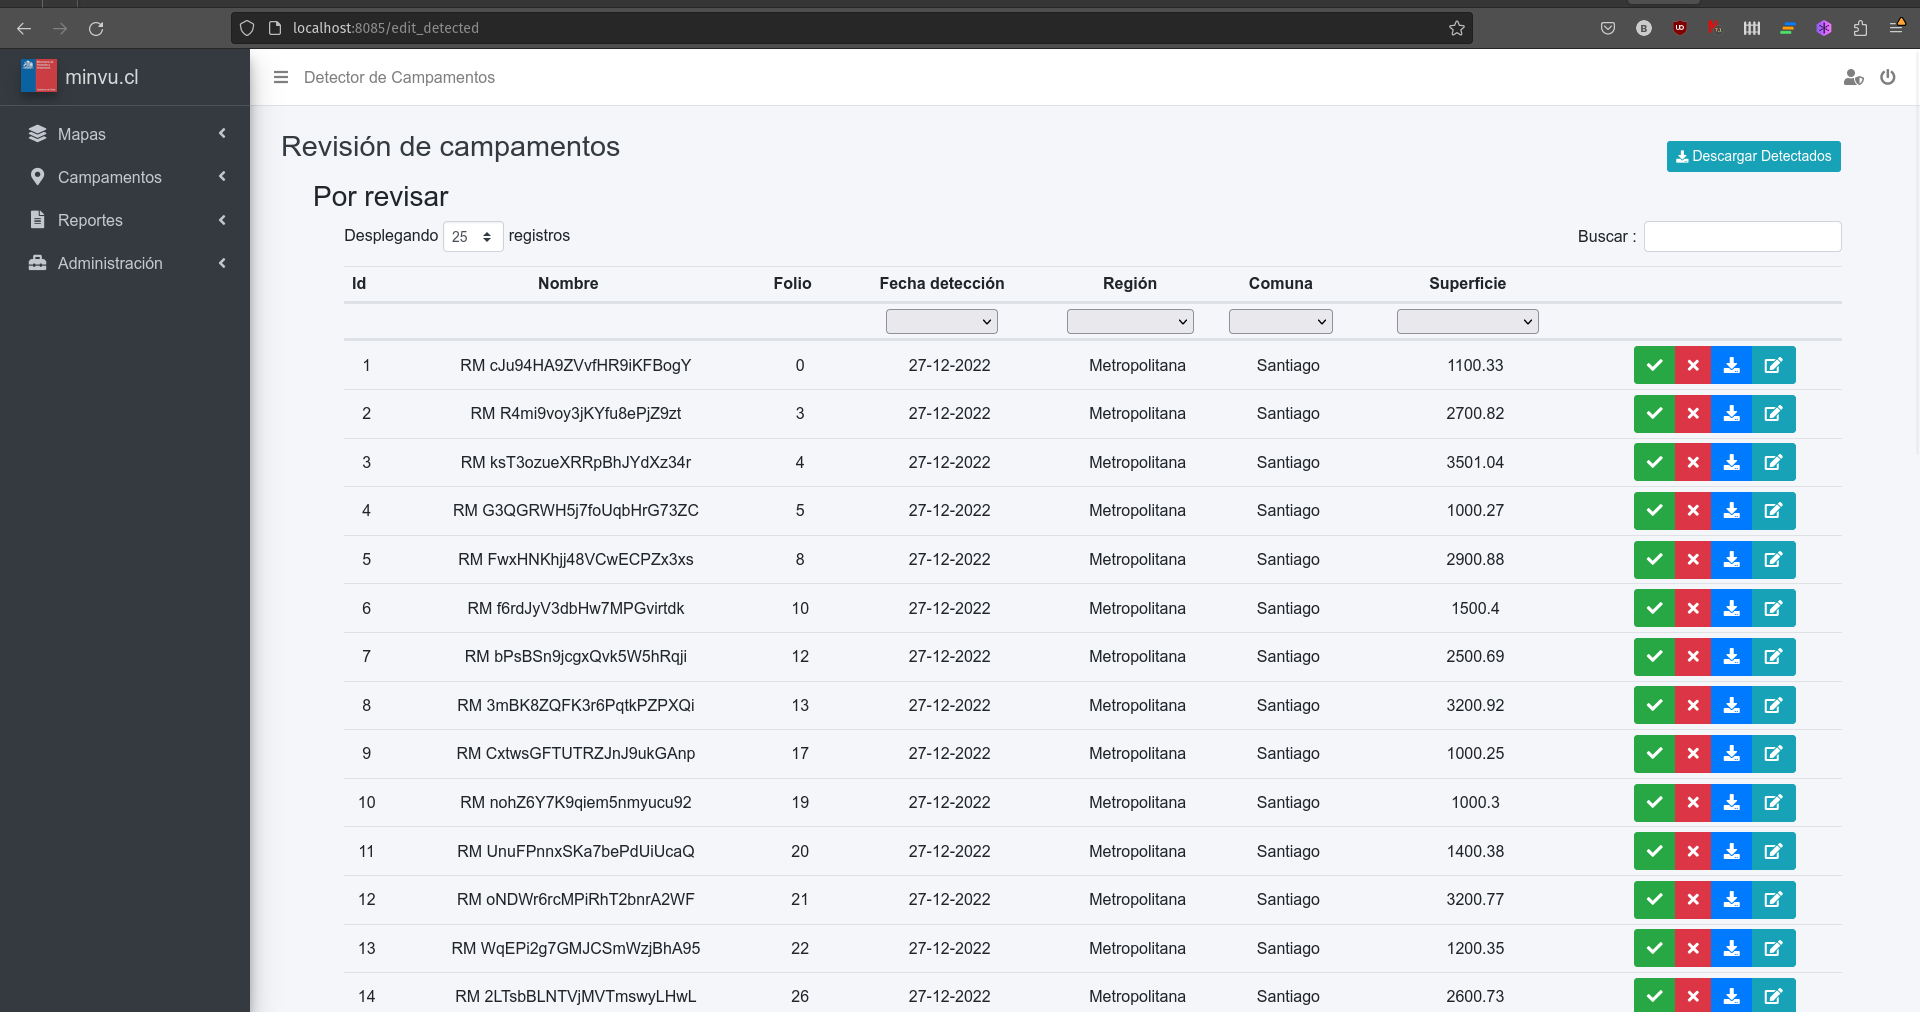 localhost:8085/edit_detected
minvu.cl
Detector de Campamentos
Mapas
Campamentos
Reportes
Administración
Revisión de campamentos
Descargar Detectados
Por revisar
Desplegando 25 registros
Buscar :
Id Nombre Folio Fecha detección Región Comuna Superficie
1 RM cJu94HA9ZVvfHR9iKFBogY 0 27-12-2022 Metropolitana Santiago 1100.33
2 RM R4mi9voy3jKYfu8ePjZ9zt 3 27-12-2022 Metropolitana Santiago 2700.82
3 RM ksT3ozueXRRpBhJYdXz34r 4 27-12-2022 Metropolitana Santiago 3501.04
4 RM G3QGRWH5j7foUqbHrG73ZC 5 27-12-2022 Metropolitana Santiago 1000.27
5 RM FwxHNKhjj48VCwECPZx3xs 8 27-12-2022 Metropolitana Santiago 2900.88
6 RM f6rdJyV3dbHw7MPGvirtdk 10 27-12-2022 Metropolitana Santiago 1500.4
7 RM bPsBSn9jcgxQvk5W5hRqji 12 27-12-2022 Metropolitana Santiago 2500.69
8 RM 3mBK8ZQFK3r6PqtkPZPXQi 13 27-12-2022 Metropolitana Santiago 3200.92
9 RM CxtwsGFTUTRZJnJ9ukGAnp 17 27-12-2022 Metropolitana Santiago 1000.25
10 RM nohZ6Y7K9qiem5nmyucu92 19 27-12-2022 Metropolitana Santiago 1000.3
11 RM UnuFPnnxSKa7bePdUiUcaQ 20 27-12-2022 Metropolitana Santiago 1400.38
12 RM oNDWr6rcMPiRhT2bnrA2WF 21 27-12-2022 Metropolitana Santiago 3200.77
13 RM WqEPi2g7GMJCSmWzjBhA95 22 27-12-2022 Metropolitana Santiago 1200.35
14 RM 2LTsbBLNTVjMVTmswyLHwL 26 27-12-2022 Metropolitana Santiago 2600.73